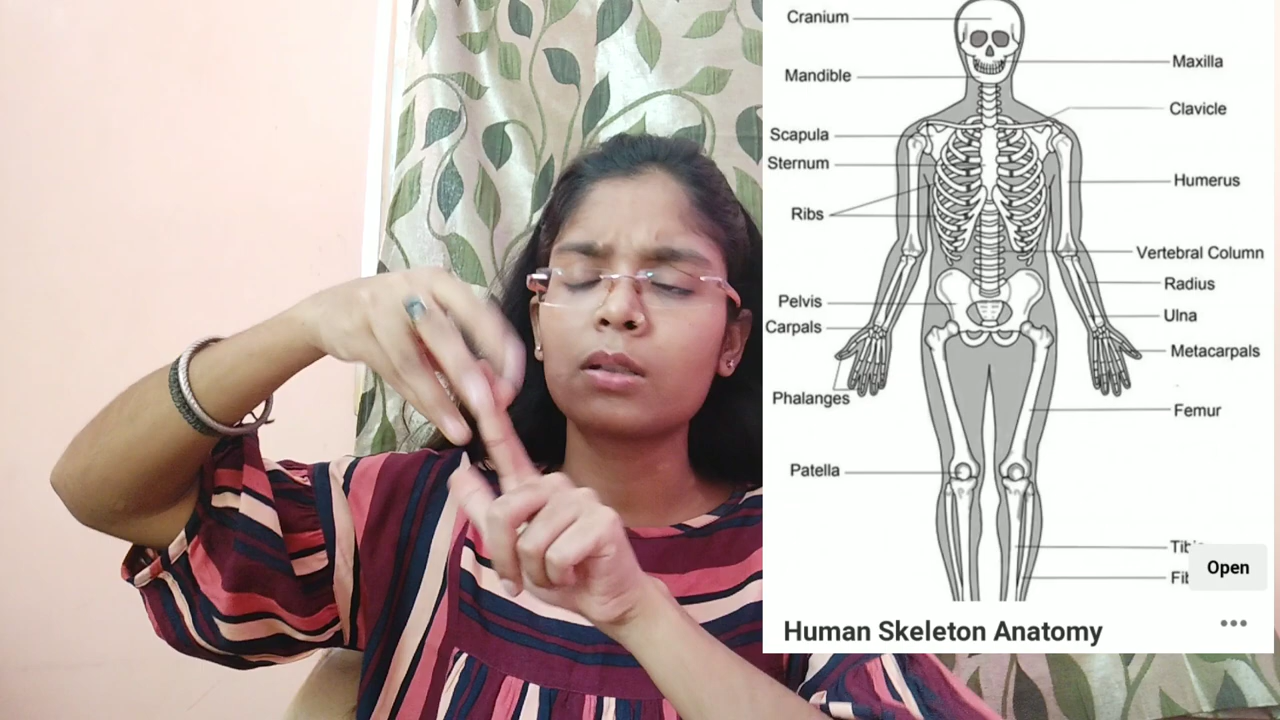 Cranium
Maxilla
Mandible
Clavicle
Scapula
Sternum
Humerus
Ribs
Vertebral Column
Radius
Pelvis
Ulna
Carpals
Metacarpals
Phalanges
Femur
Patella
Open
Human Skeleton Anatomy